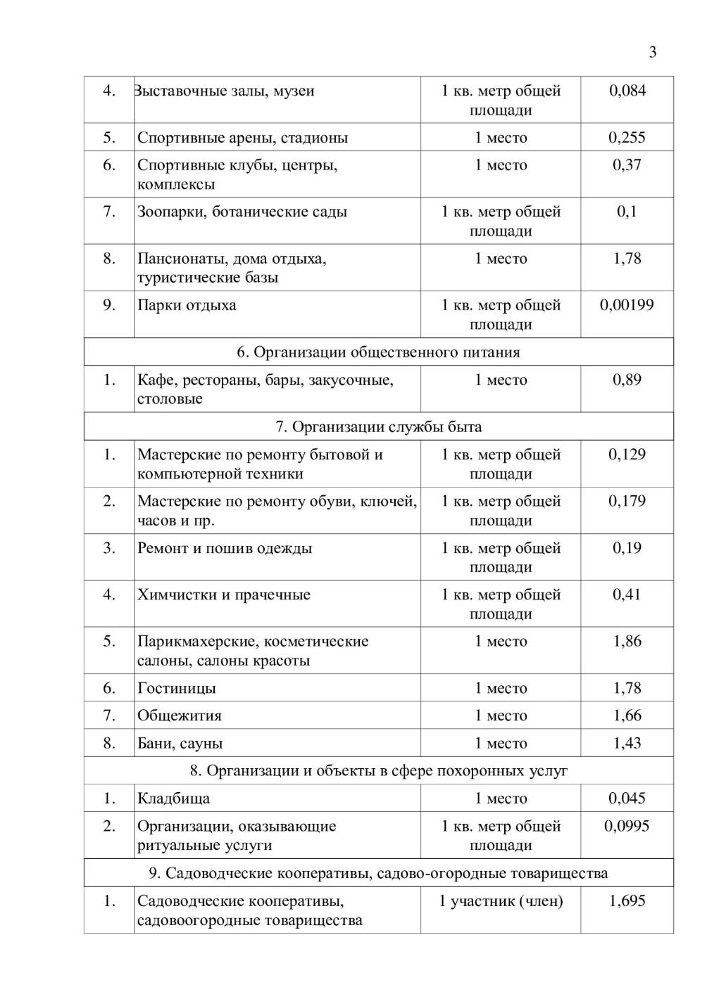 3
4. Выставочные залы, музеи 1 кв. метр общей 0,084
площади
5. Спортивные арены, стадионы 1 место 0,255
6. Спортивные клубы, центры, 1 место 0,37
комплексы
7. Зоопарки, ботанические сады 1 кв. метр общей 0,1
площади
8. Пансионаты, дома отдыха, 1 место 1,78
туристические базы
9. Парки отдыха 1 кв. метр общей 0,00199
площади
6. Организации общественного питания
1. Кафе, рестораны, бары, закусочные, 1 место 0,89
столовые
7. Организации службы быта
1. Мастерские по ремонту бытовой и 1 кв. метр общей 0,129
компьютерной техники площади
2. Мастерские по ремонту обуви, ключей, 1 кв. метр общей 0,179
часов и пр. площади
3. Ремонт и пошив одежды 1 кв. метр общей 0,19
площади
4. Химчистки и прачечные 1 кв. метр общей 0,41
площади
5. Парикмахерские, косметические 1 место 1,86
салоны, салоны красоты
6. Гостиницы 1 место 1,78
7. Общежития 1 место 1,66
8. Бани, сауны 1 место 1,43
8. Организации и объекты в сфере похоронных услуг
1. Кладбища 1 место 0,045
2. Организации, оказывающие 1 кв. метр общей 0,0995
ритуальные услуги площади
9. Садоводческие кооперативы, садово-огородные товарищества
1. Садоводческие кооперативы, 1 участник (член) 1,695
садовоогородные товарищества